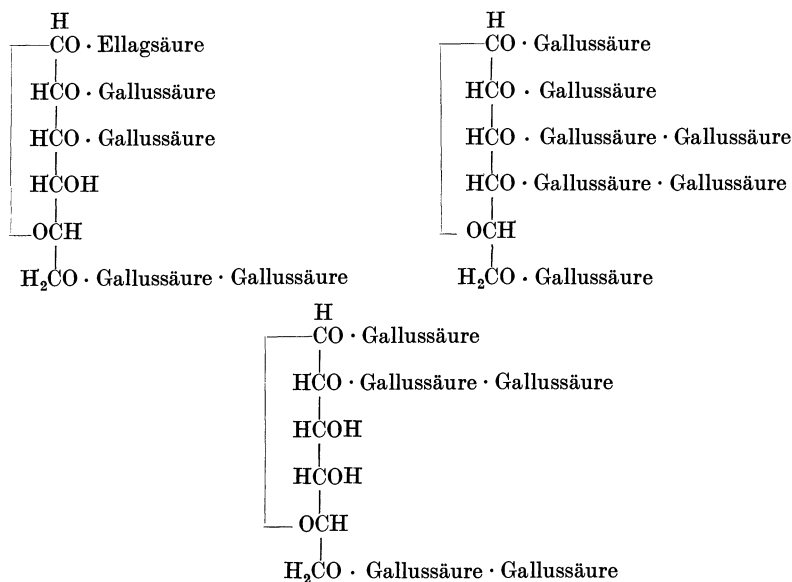 H
CO · Ellagsäure
HCO · Gallussäure
HCO · Gallussäure
HCOH
OCH
H₂CO · Gallussäure · Gallussäure
H
CO · Gallussäure
HCO · Gallussäure
HCO · Gallussäure · Gallussäure
HCO · Gallussäure · Gallussäure
OCH
H₂CO · Gallussäure
H
CO · Gallussäure
HCO · Gallussäure · Gallussäure
HCOH
HCOH
OCH
H₂CO · Gallussäure · Gallussäure